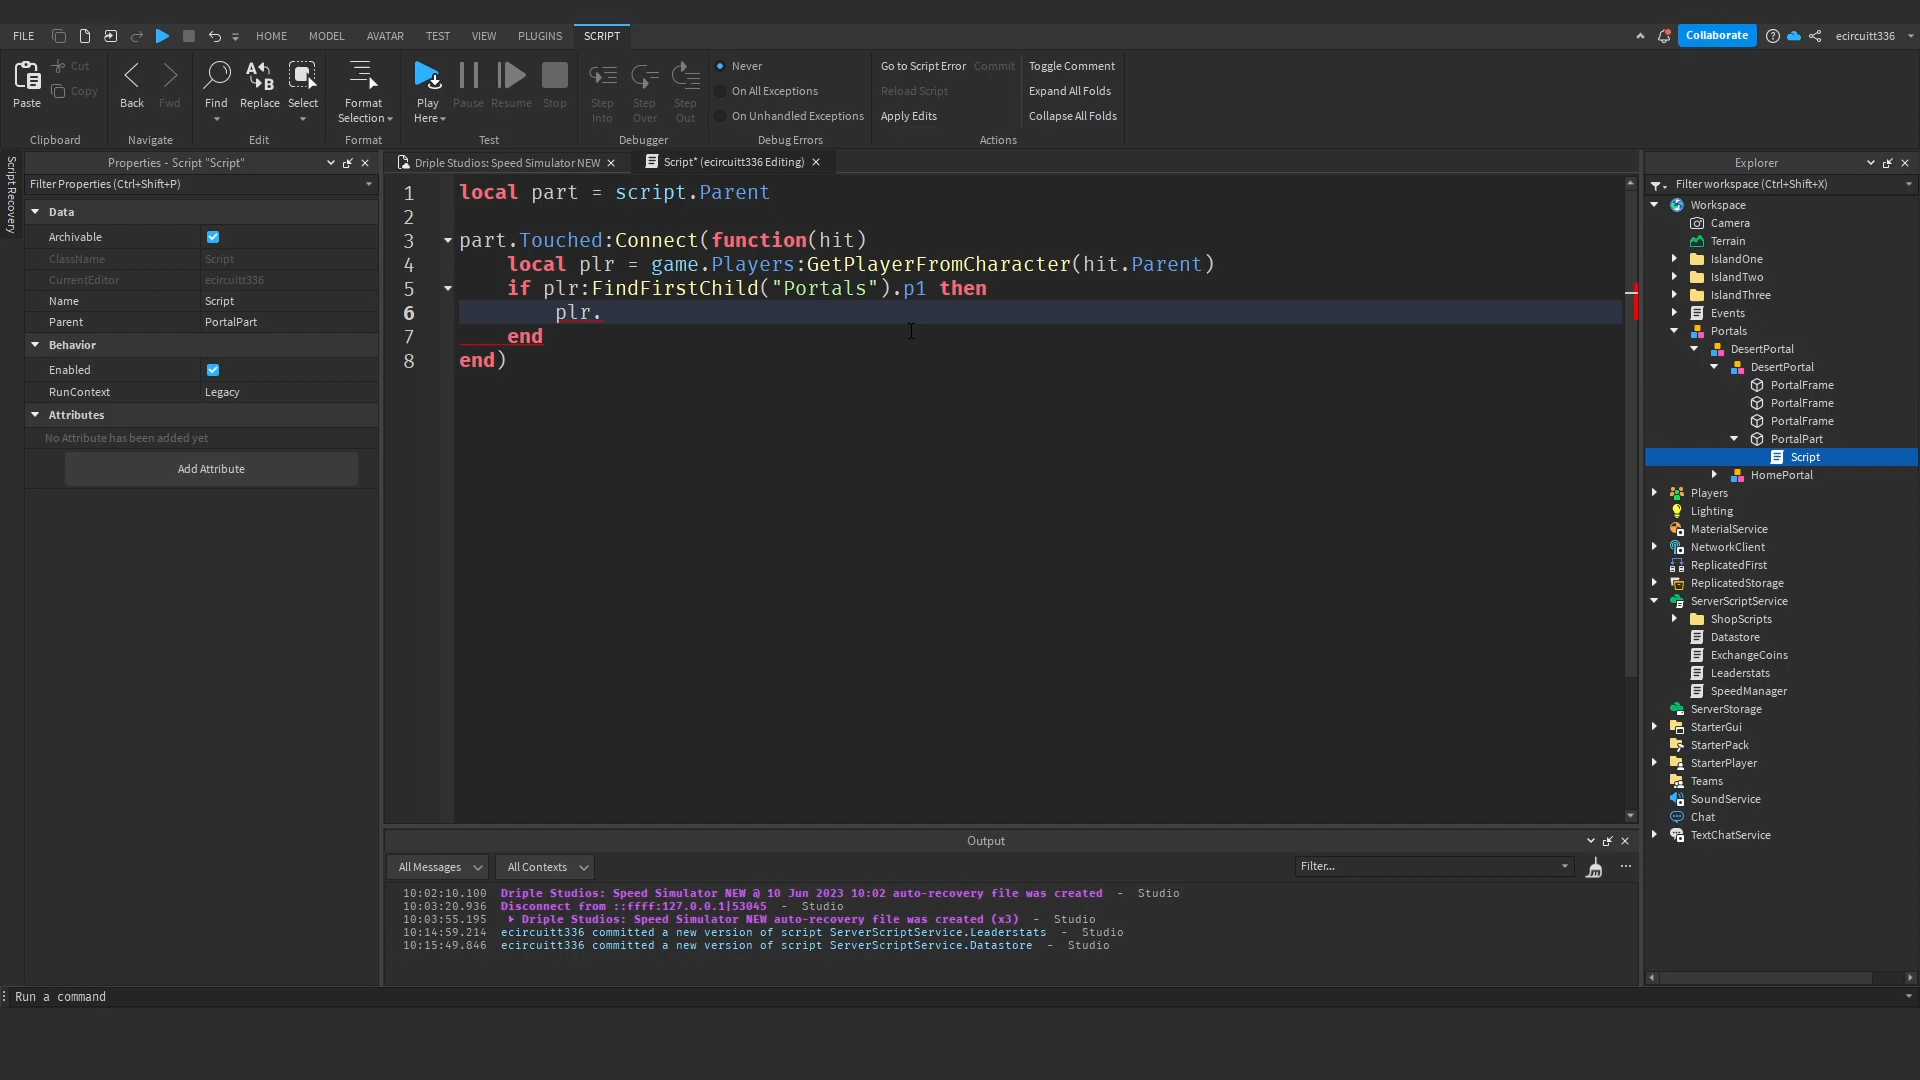 FILE HOME MODEL AVATAR TEST VIEW PLUGINS SCRIPT Collaborate ecircuitt336
Paste Cut Copy
Clipboard
Back Fwd
Navigate
Find Replace Select
Edit
Format Selection
Format
Play Here Pause Resume Stop
Test
Step Into Step Over Step Out
Debugger
Never
On All Exceptions
On Unhandled Exceptions
Debug Errors
Go to Script Error Commit
Reload Script
Apply Edits
Toggle Comment
Expand All Folds
Collapse All Folds
Actions
Script Recovery
Properties - Script "Script"
Filter Properties (Ctrl+Shift+P)
Data
Archivable
ClassName Script
CurrentEditor ecircuitt336
Name Script
Parent PortalPart
Behavior
Enabled
RunContext Legacy
Attributes
No Attribute has been added yet
Add Attribute
Driple Studios: Speed Simulator NEW
Script* (ecircuitt336 Editing)
1 local part = script.Parent
2
3 part.Touched:Connect(function(hit)
4 local plr = game.Players:GetPlayerFromCharacter(hit.Parent)
5 if plr:FindFirstChild("Portals").p1 then
6 plr.
7 end
8 end)
Output
All Messages All Contexts Filter...
10:02:10.100 Driple Studios: Speed Simulator NEW @ 10 Jun 2023 10:02 auto-recovery file was created - Studio
10:03:20.936 Disconnect from ::ffff:127.0.0.1|53045 - Studio
10:03:55.195 Driple Studios: Speed Simulator NEW auto-recovery file was created (x3) - Studio
10:14:59.214 ecircuitt336 committed a new version of script ServerScriptService.Leaderstats - Studio
10:15:49.846 ecircuitt336 committed a new version of script ServerScriptService.Datastore - Studio
Run a command
Explorer
Filter workspace (Ctrl+Shift+X)
Workspace
Camera
Terrain
IslandOne
IslandTwo
IslandThree
Events
Portals
DesertPortal
DesertPortal
PortalFrame
PortalFrame
PortalFrame
PortalPart
Script
HomePortal
Players
Lighting
MaterialService
NetworkClient
ReplicatedFirst
ReplicatedStorage
ServerScriptService
ShopScripts
Datastore
ExchangeCoins
Leaderstats
SpeedManager
ServerStorage
StarterGui
StarterPack
StarterPlayer
Teams
SoundService
Chat
TextChatService